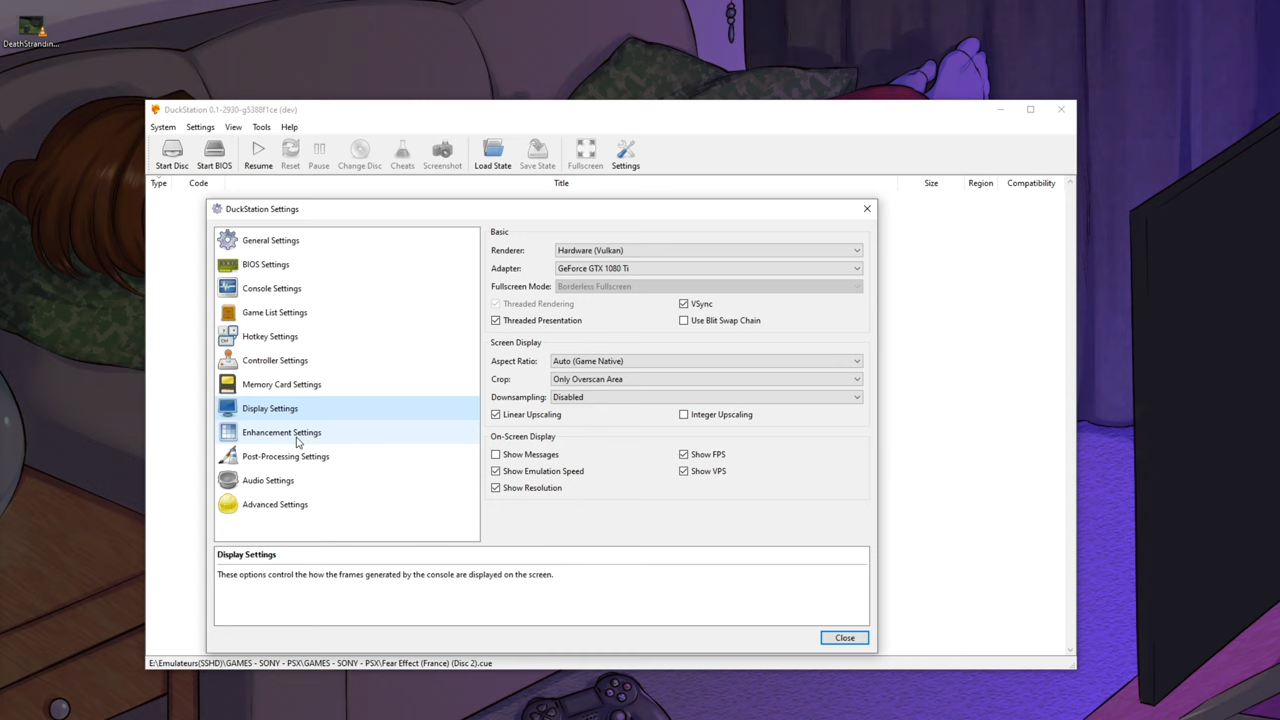 DeathStrandin...
DuckStation 0.1-2930-g5388f1ce (dev)
System Settings View Tools Help
Start Disc Start BIOS Resume Reset Pause Change Disc Cheats Screenshot Load State Save State Fullscreen Settings
Type Code Title Size Region Compatibility
DuckStation Settings
General Settings
BIOS Settings
Console Settings
Game List Settings
Hotkey Settings
Controller Settings
Memory Card Settings
Display Settings
Enhancement Settings
Post-Processing Settings
Audio Settings
Advanced Settings
Basic
Renderer: Hardware (Vulkan)
Adapter: GeForce GTX 1080 Ti
Fullscreen Mode: Borderless Fullscreen
Threaded Rendering VSync
Threaded Presentation Use Blit Swap Chain
Screen Display
Aspect Ratio: Auto (Game Native)
Crop: Only Overscan Area
Downsampling: Disabled
Linear Upscaling Integer Upscaling
On-Screen Display
Show Messages Show FPS
Show Emulation Speed Show VPS
Show Resolution
Display Settings
These options control the how the frames generated by the console are displayed on the screen.
Close
E:\Emulateurs(SSHD)\GAMES - SONY - PSX\GAMES - SONY - PSX\Fear Effect (France) (Disc 2).cue